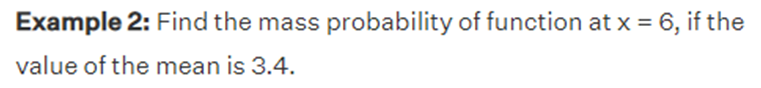 Example 2: Find the mass probability of function at x = 6, if the
value of the mean is 3.4.